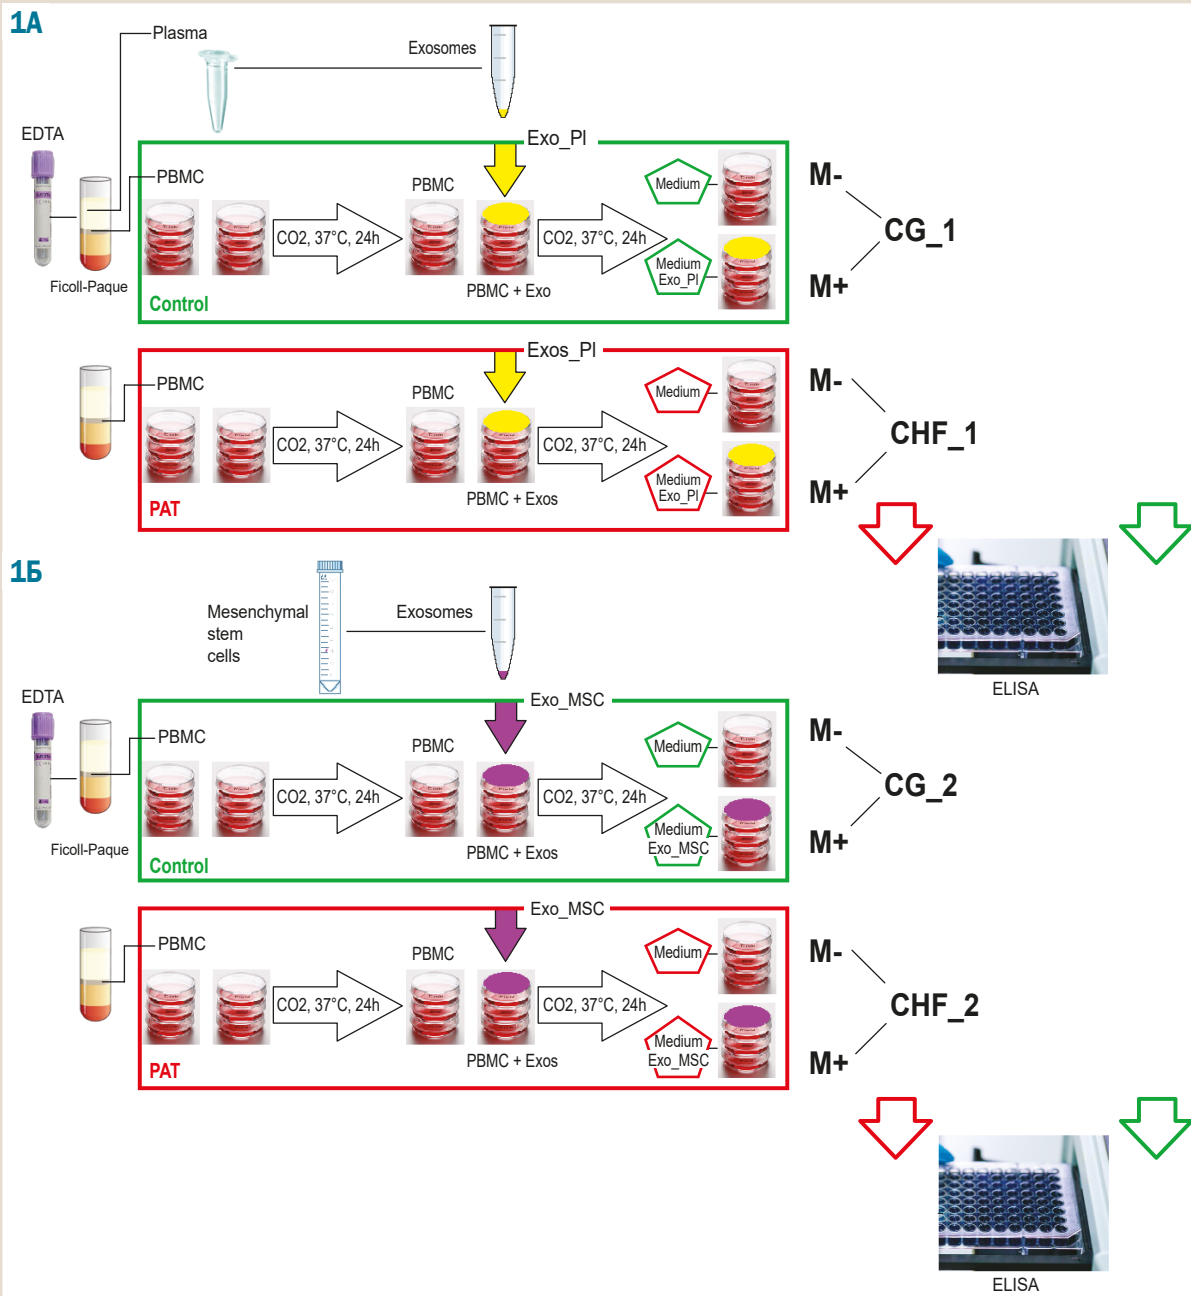 1А
Plasma
Exosomes
EDTA
Exo_Pl
PBMC
PBMC
Medium
M-
CO2, 37°C, 24h
CO2, 37°C, 24h
CG_1
Medium
Exo_Pl
M+
Ficoll-Paque
Control
PBMC + Exo
Exos_Pl
PBMC
PBMC
Medium
M-
CO2, 37°C, 24h
CO2, 37°C, 24h
CHF_1
Medium
Exo_Pl
M+
PAT
PBMC + Exos
ELISA
1Б
Mesenchymal
stem
cells
Exosomes
EDTA
Exo_MSC
PBMC
PBMC
Medium
M-
CO2, 37°C, 24h
CO2, 37°C, 24h
CG_2
Medium
Exo_MSC
M+
Ficoll-Paque
Control
PBMC + Exos
Exo_MSC
PBMC
PBMC
Medium
M-
CO2, 37°C, 24h
CO2, 37°C, 24h
CHF_2
Medium
Exo_MSC
M+
PAT
PBMC + Exos
ELISA